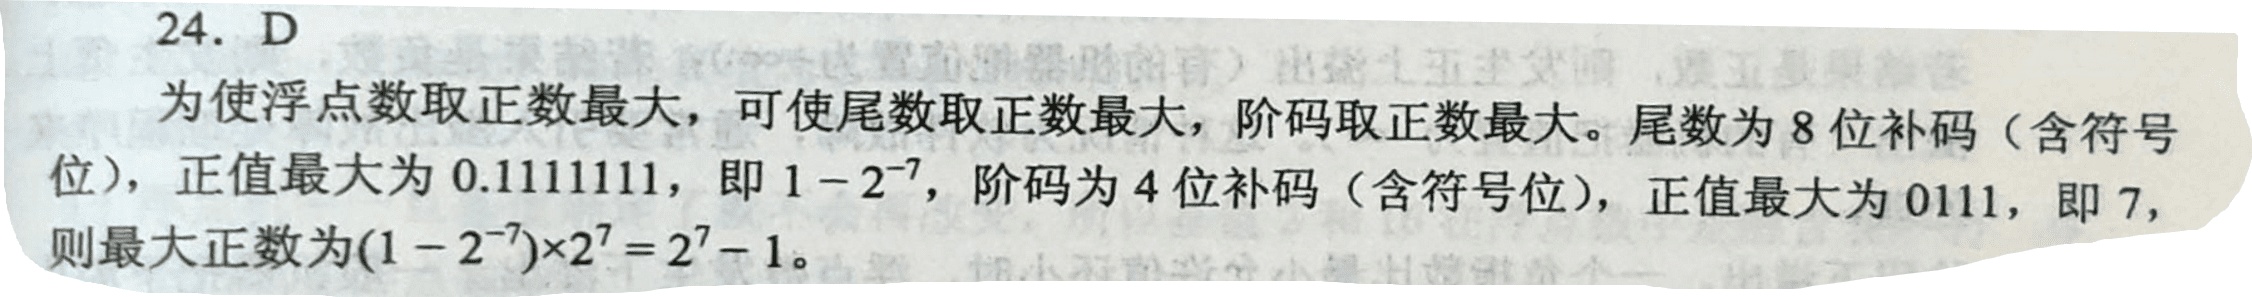 24. D
为使浮点数取正数最大，可使尾数取正数最大，阶码取正数最大。尾数为 8 位补码（含符号
位），正值最大为 0.1111111，即 1 − 2⁻⁷，阶码为 4 位补码（含符号位），正值最大为 0111，即 7，
则最大正数为(1 − 2⁻⁷)×2⁷ = 2⁷ − 1。